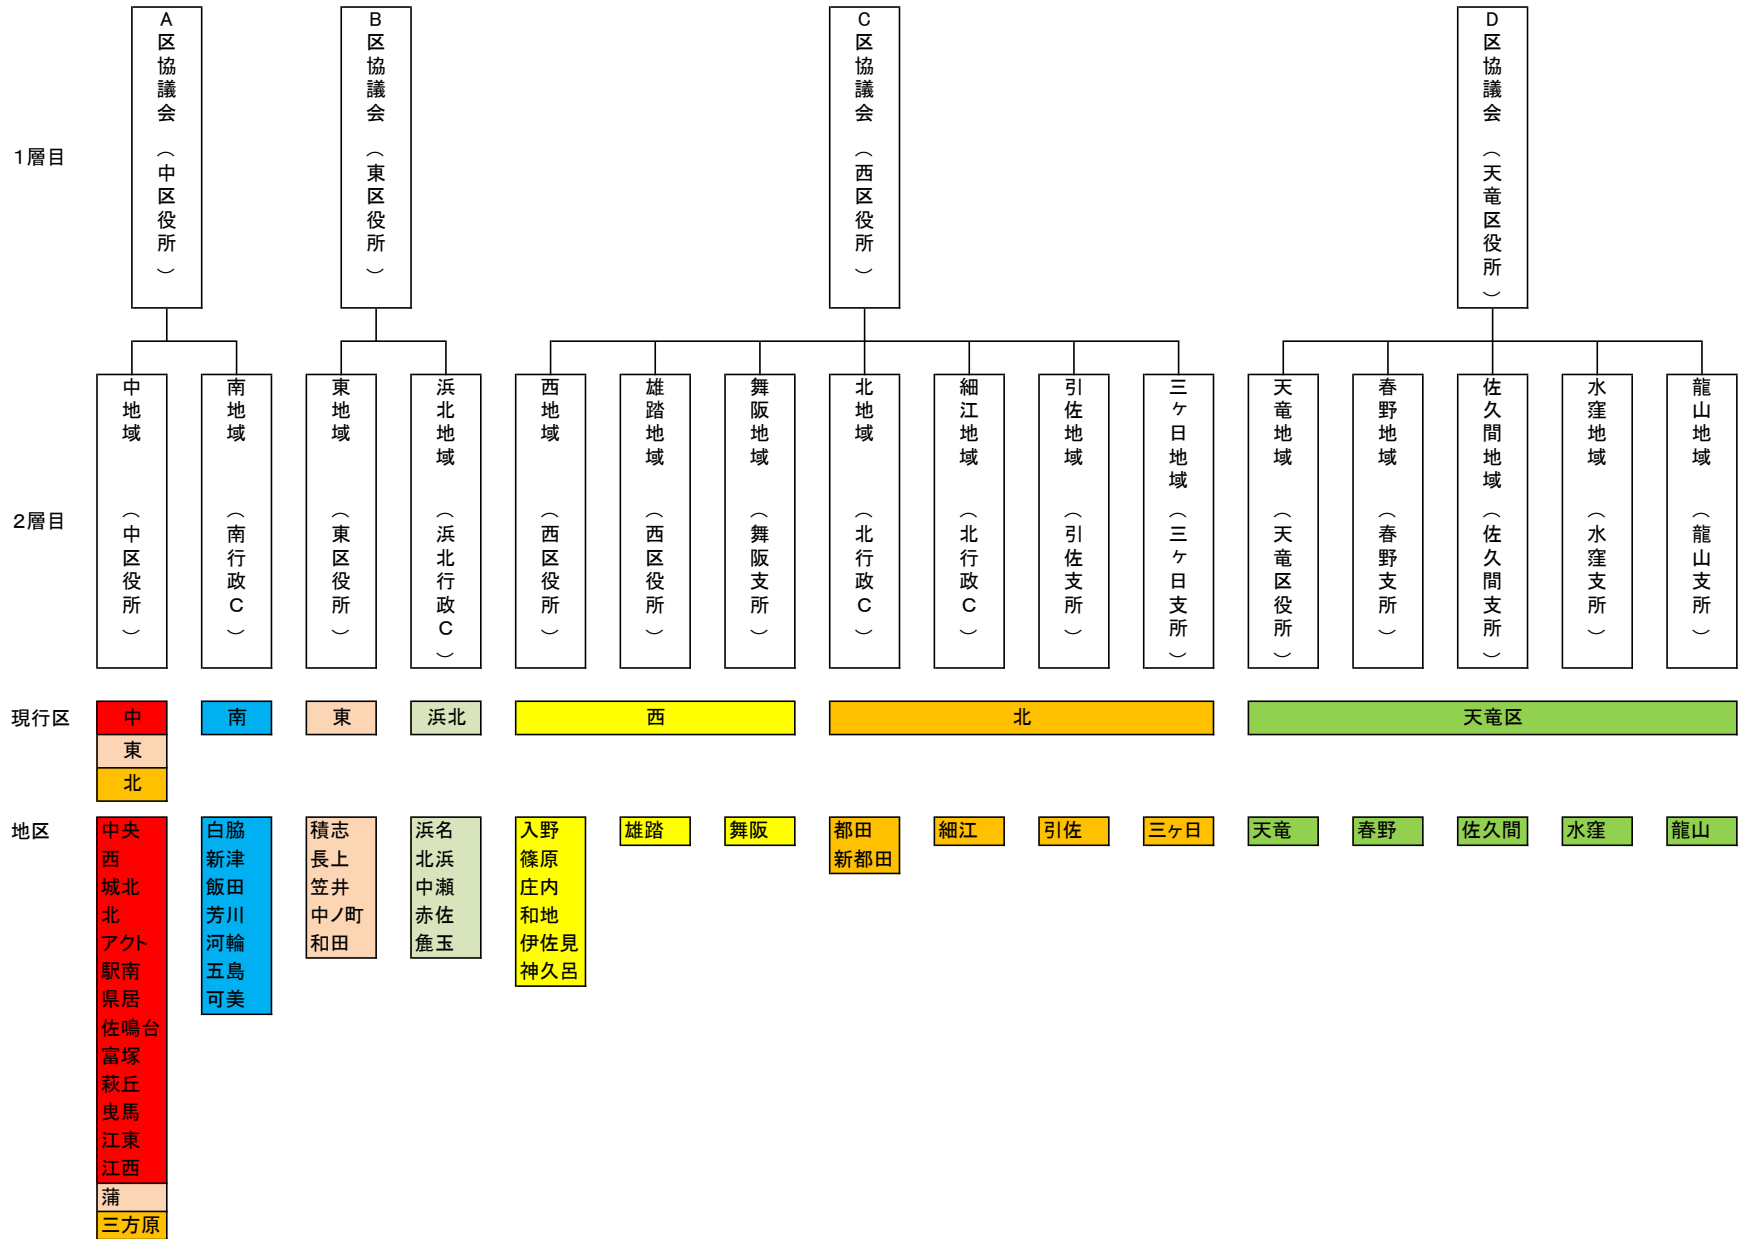 1層目
A区協議会（中区役所）
B区協議会（東区役所）
C区協議会（西区役所）
D区協議会（天竜区役所）
2層目
中地域（中区役所）
南地域（南行政C）
東地域（東区役所）
浜北地域（浜北行政C）
西地域（西区役所）
雄踏地域（西区役所）
舞阪地域（舞阪支所）
北地域（北行政C）
細江地域（北行政C）
引佐地域（引佐支所）
三ヶ日地域（三ヶ日支所）
天竜地域（天竜区役所）
春野地域（春野支所）
佐久間地域（佐久間支所）
水窪地域（水窪支所）
龍山地域（龍山支所）
現行区
中
東
北
南
東
浜北
西
北
天竜区
地区
中央
西
城北
北
アクト
駅南
県居
佐鳴台
富塚
萩丘
曳馬
江東
江西
蒲
三方原
白脇
新津
飯田
芳川
河輪
五島
可美
積志
長上
笠井
中ノ町
和田
浜名
北浜
中瀬
赤佐
麁玉
入野
篠原
庄内
和地
伊佐見
神久呂
雄踏
舞阪
都田
新都田
細江
引佐
三ヶ日
天竜
春野
佐久間
水窪
龍山